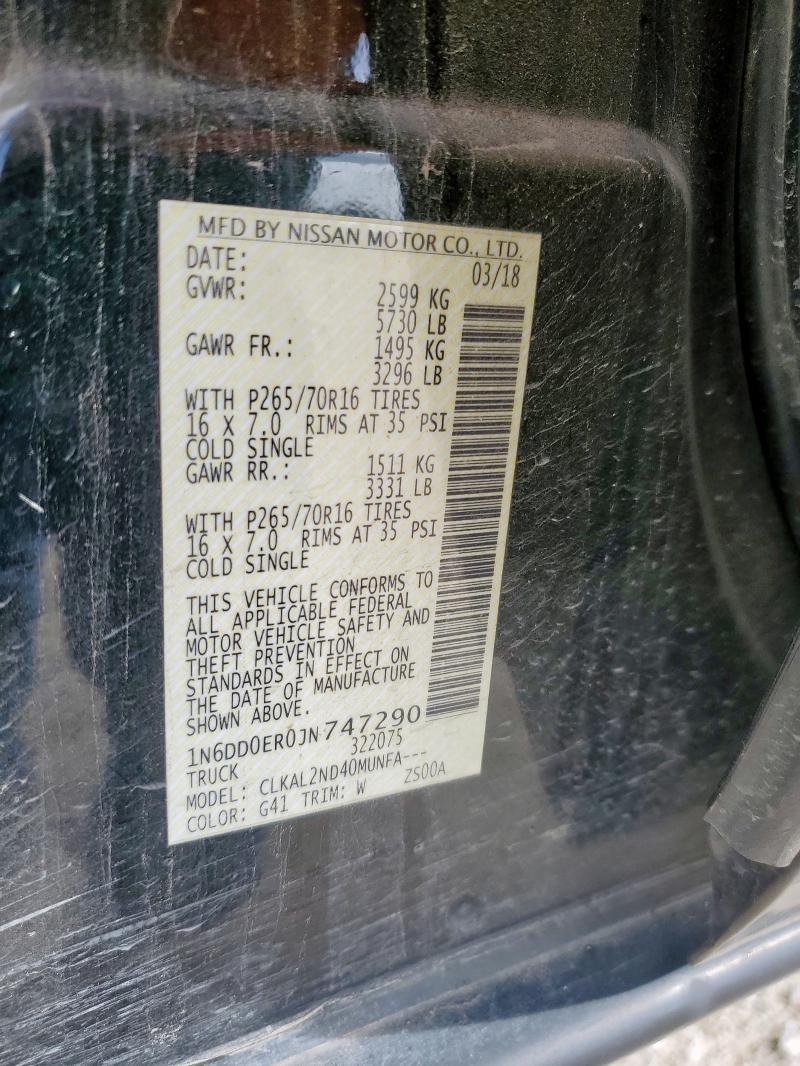 MFD BY NISSAN MOTOR CO., LTD.
DATE: 03/18
GVWR: 2599 KG
5730 LB
GAWR FR.: 1495 KG
3296 LB
WITH P265/70R16 TIRES
16 X 7.0 RIMS AT 35 PSI
COLD SINGLE
GAWR RR.: 1511 KG
3331 LB
WITH P265/70R16 TIRES
16 X 7.0 RIMS AT 35 PSI
COLD SINGLE
THIS VEHICLE CONFORMS TO
ALL APPLICABLE FEDERAL
MOTOR VEHICLE SAFETY AND
THEFT PREVENTION
STANDARDS IN EFFECT ON
THE DATE OF MANUFACTURE
SHOWN ABOVE.
1N6DD0ER0JN747290
TRUCK 322075
MODEL: CLKAL2ND40MUNFA---
COLOR: G41 TRIM: W ZS00A